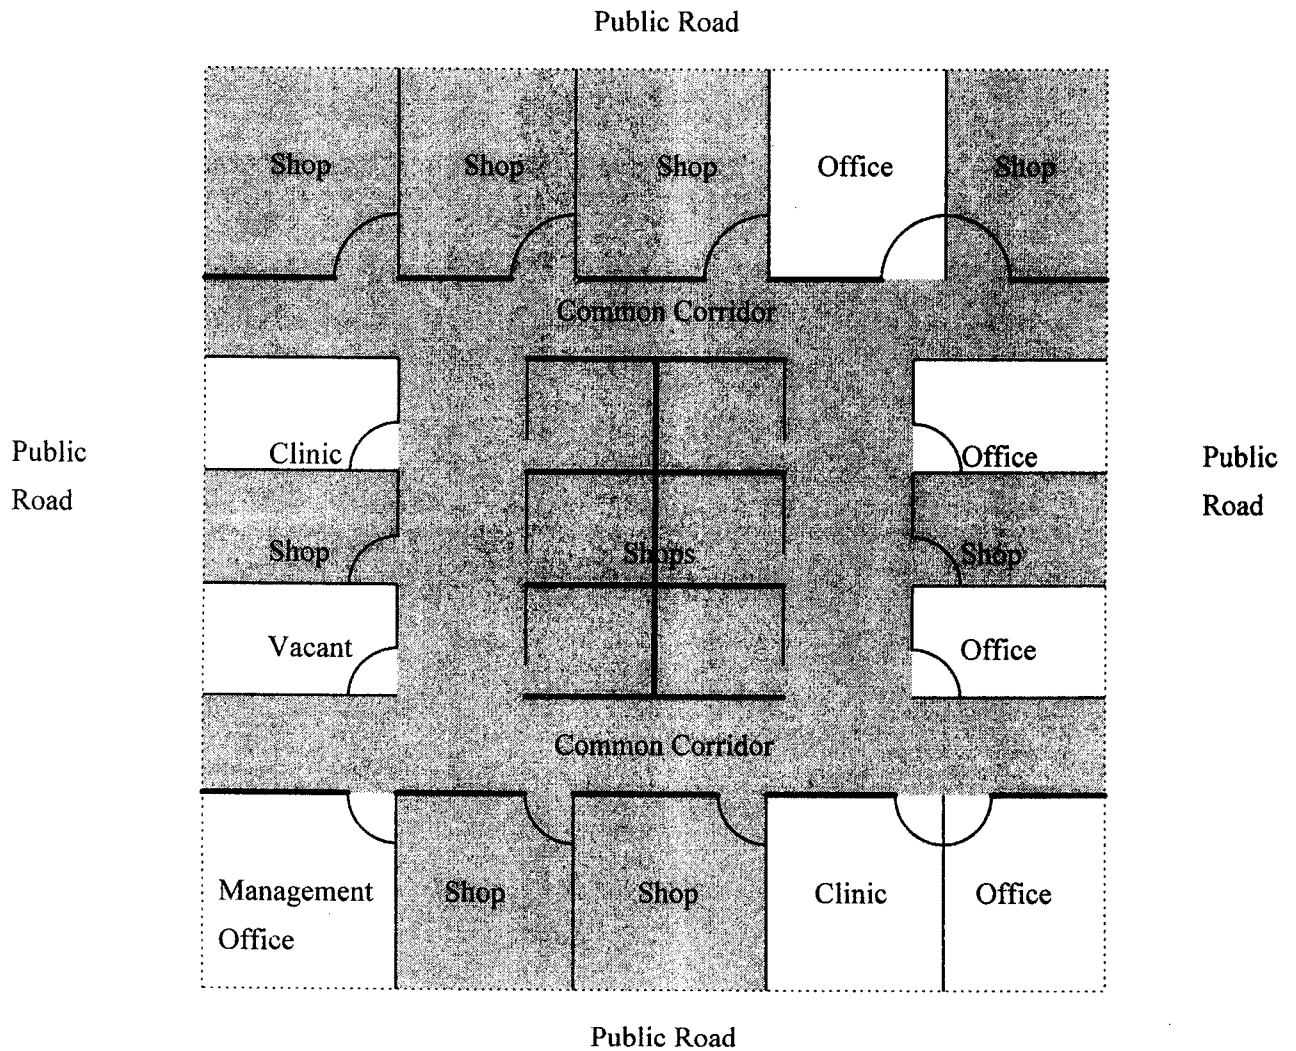 Public Road
Shop
Shop
Shop
Office
Shop
Common Corridor
Public
Road
Clinic
Office
Public
Road
Shop
Shops
Shop
Vacant
Office
Common Corridor
Management
Office
Shop
Shop
Clinic
Office
Public Road